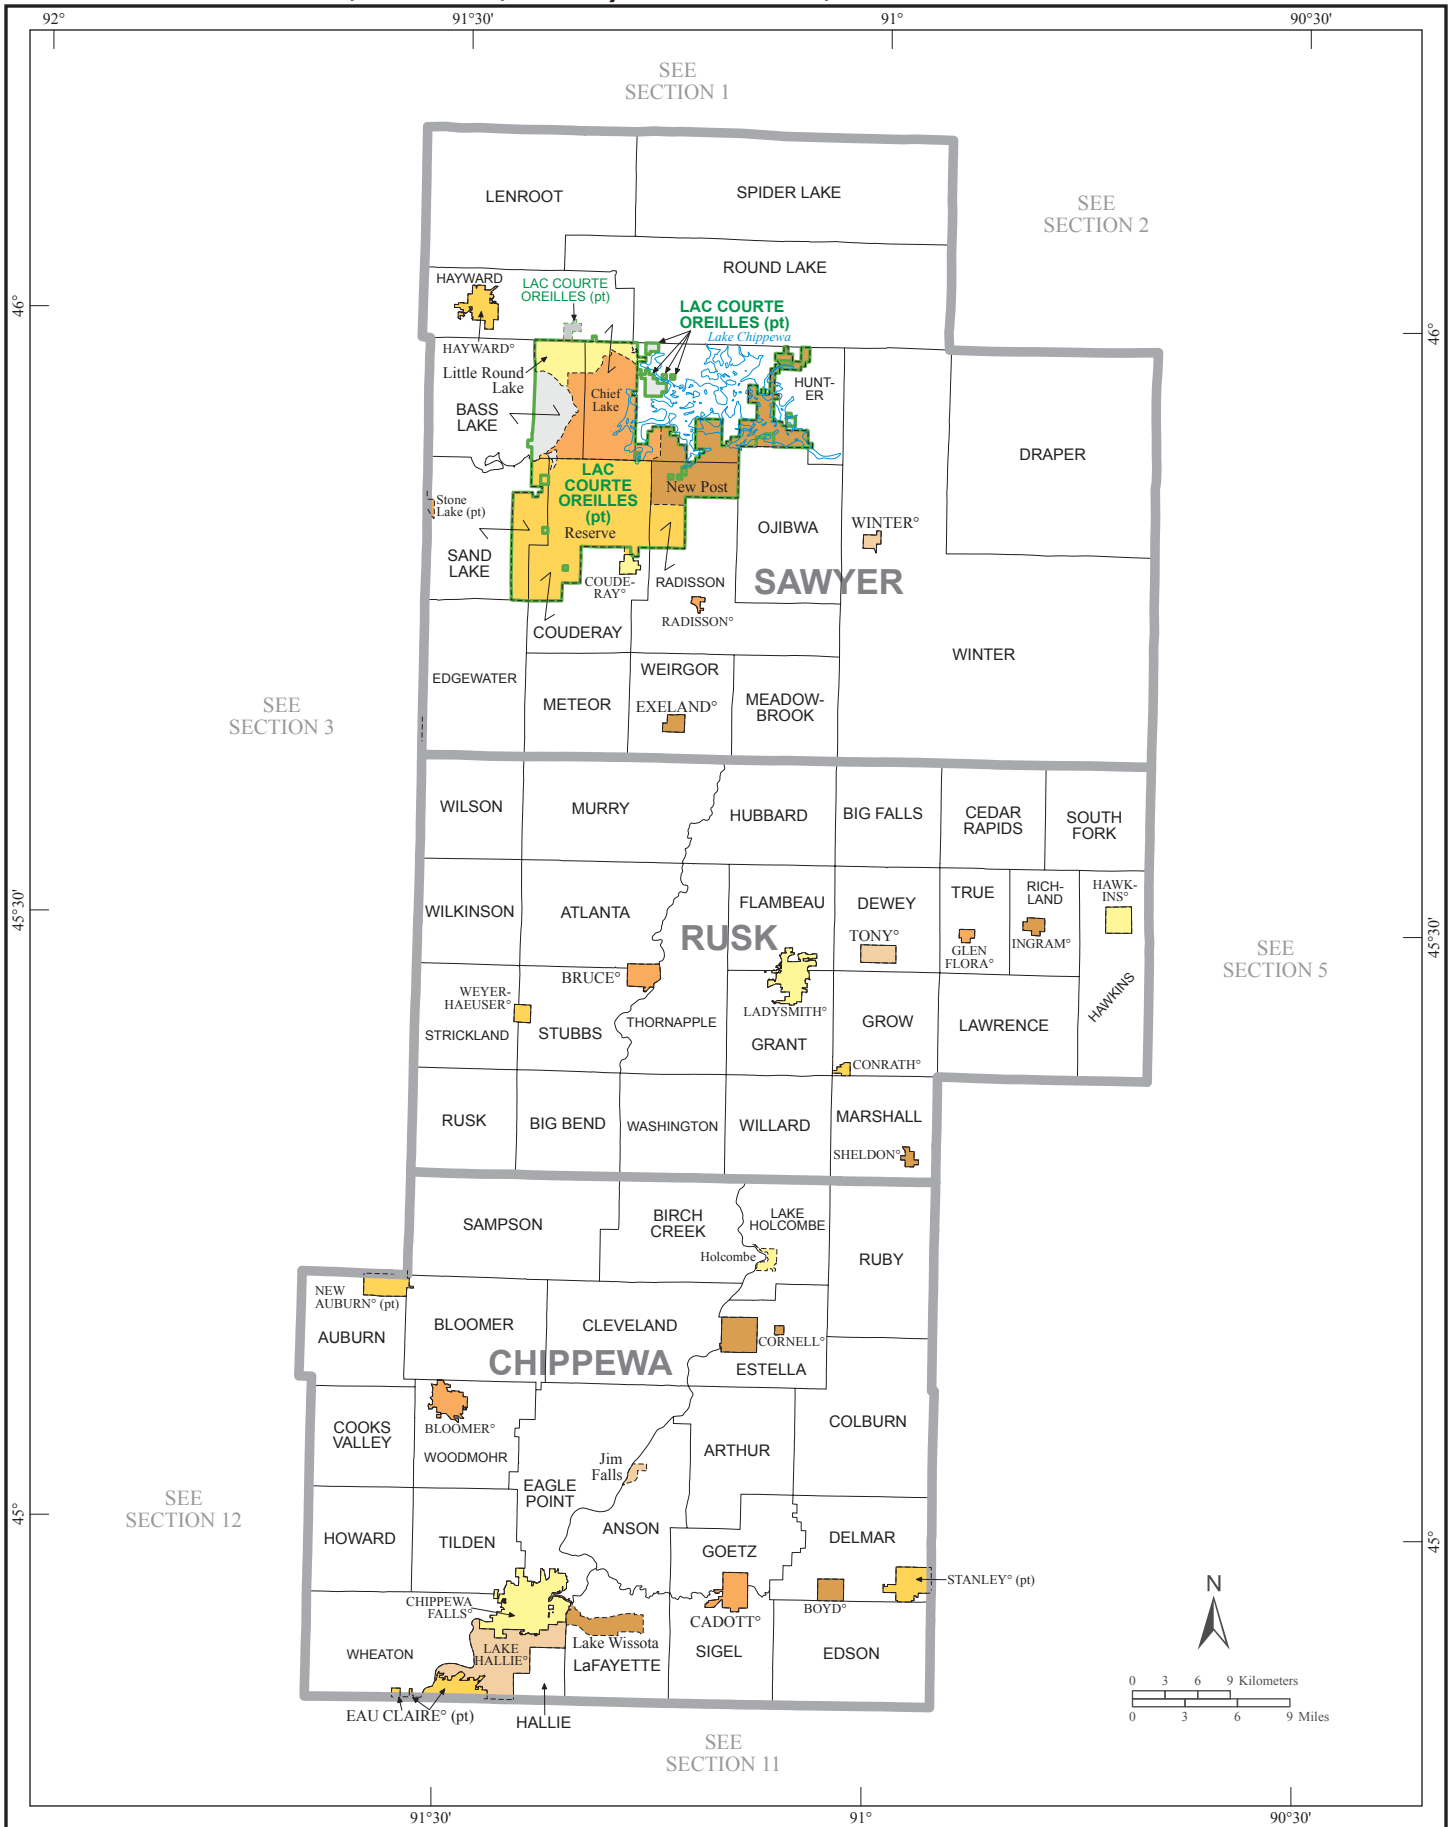 92°
91°30'
91°
90°30'
SEE
SECTION 1
LENROOT
SPIDER LAKE
SEE
SECTION 2
ROUND LAKE
HAYWARD
LAC COURTE
OREILLES (pt)
LAC COURTE
OREILLES (pt)
Lake Chippewa
46°
46°
HAYWARD°
Little Round
Lake
Chief
Lake
HUNT-
ER
BASS
LAKE
DRAPER
LAC
COURTE
OREILLES
(pt)
New Post
Stone
Lake (pt)
Reserve
OJIBWA
WINTER°
SAND
LAKE
COUDE-
RAY°
RADISSON
SAWYER
RADISSON°
COUDERAY
WINTER
EDGEWATER
WEIRGOR
METEOR
EXELAND°
MEADOW-
BROOK
SEE
SECTION 3
WILSON
MURRY
HUBBARD
BIG FALLS
CEDAR
RAPIDS
SOUTH
FORK
45°30'
45°30'
WILKINSON
ATLANTA
FLAMBEAU
DEWEY
TRUE
RICH-
LAND
HAWK-
INS°
RUSK
TONY°
GLEN
FLORA°
INGRAM°
SEE
SECTION 5
BRUCE°
WEYER-
HAEUSER°
LADYSMITH°
HAWKINS
STRICKLAND
STUBBS
THORNAPPLE
GRANT
GROW
LAWRENCE
CONRATH°
RUSK
BIG BEND
WASHINGTON
WILLARD
MARSHALL
SHELDON°
SAMPSON
BIRCH
CREEK
LAKE
HOLCOMBE
Holcombe
RUBY
NEW
AUBURN° (pt)
AUBURN
BLOOMER
CLEVELAND
CORNELL°
CHIPPEWA
ESTELLA
COOKS
VALLEY
BLOOMER°
WOODMOHR
COLBURN
ARTHUR
Jim
Falls
EAGLE
POINT
SEE
SECTION 12
45°
45°
HOWARD
TILDEN
ANSON
GOETZ
DELMAR
STANLEY° (pt)
CHIPPEWA
FALLS°
CADOTT°
BOYD°
WHEATON
LAKE
HALLIE°
Lake Wissota
LaFAYETTE
SIGEL
EDSON
EAU CLAIRE° (pt)
HALLIE
N
0 3 6 9 Kilometers
0 3 6 9 Miles
SEE
SECTION 11
91°30'
91°
90°30'